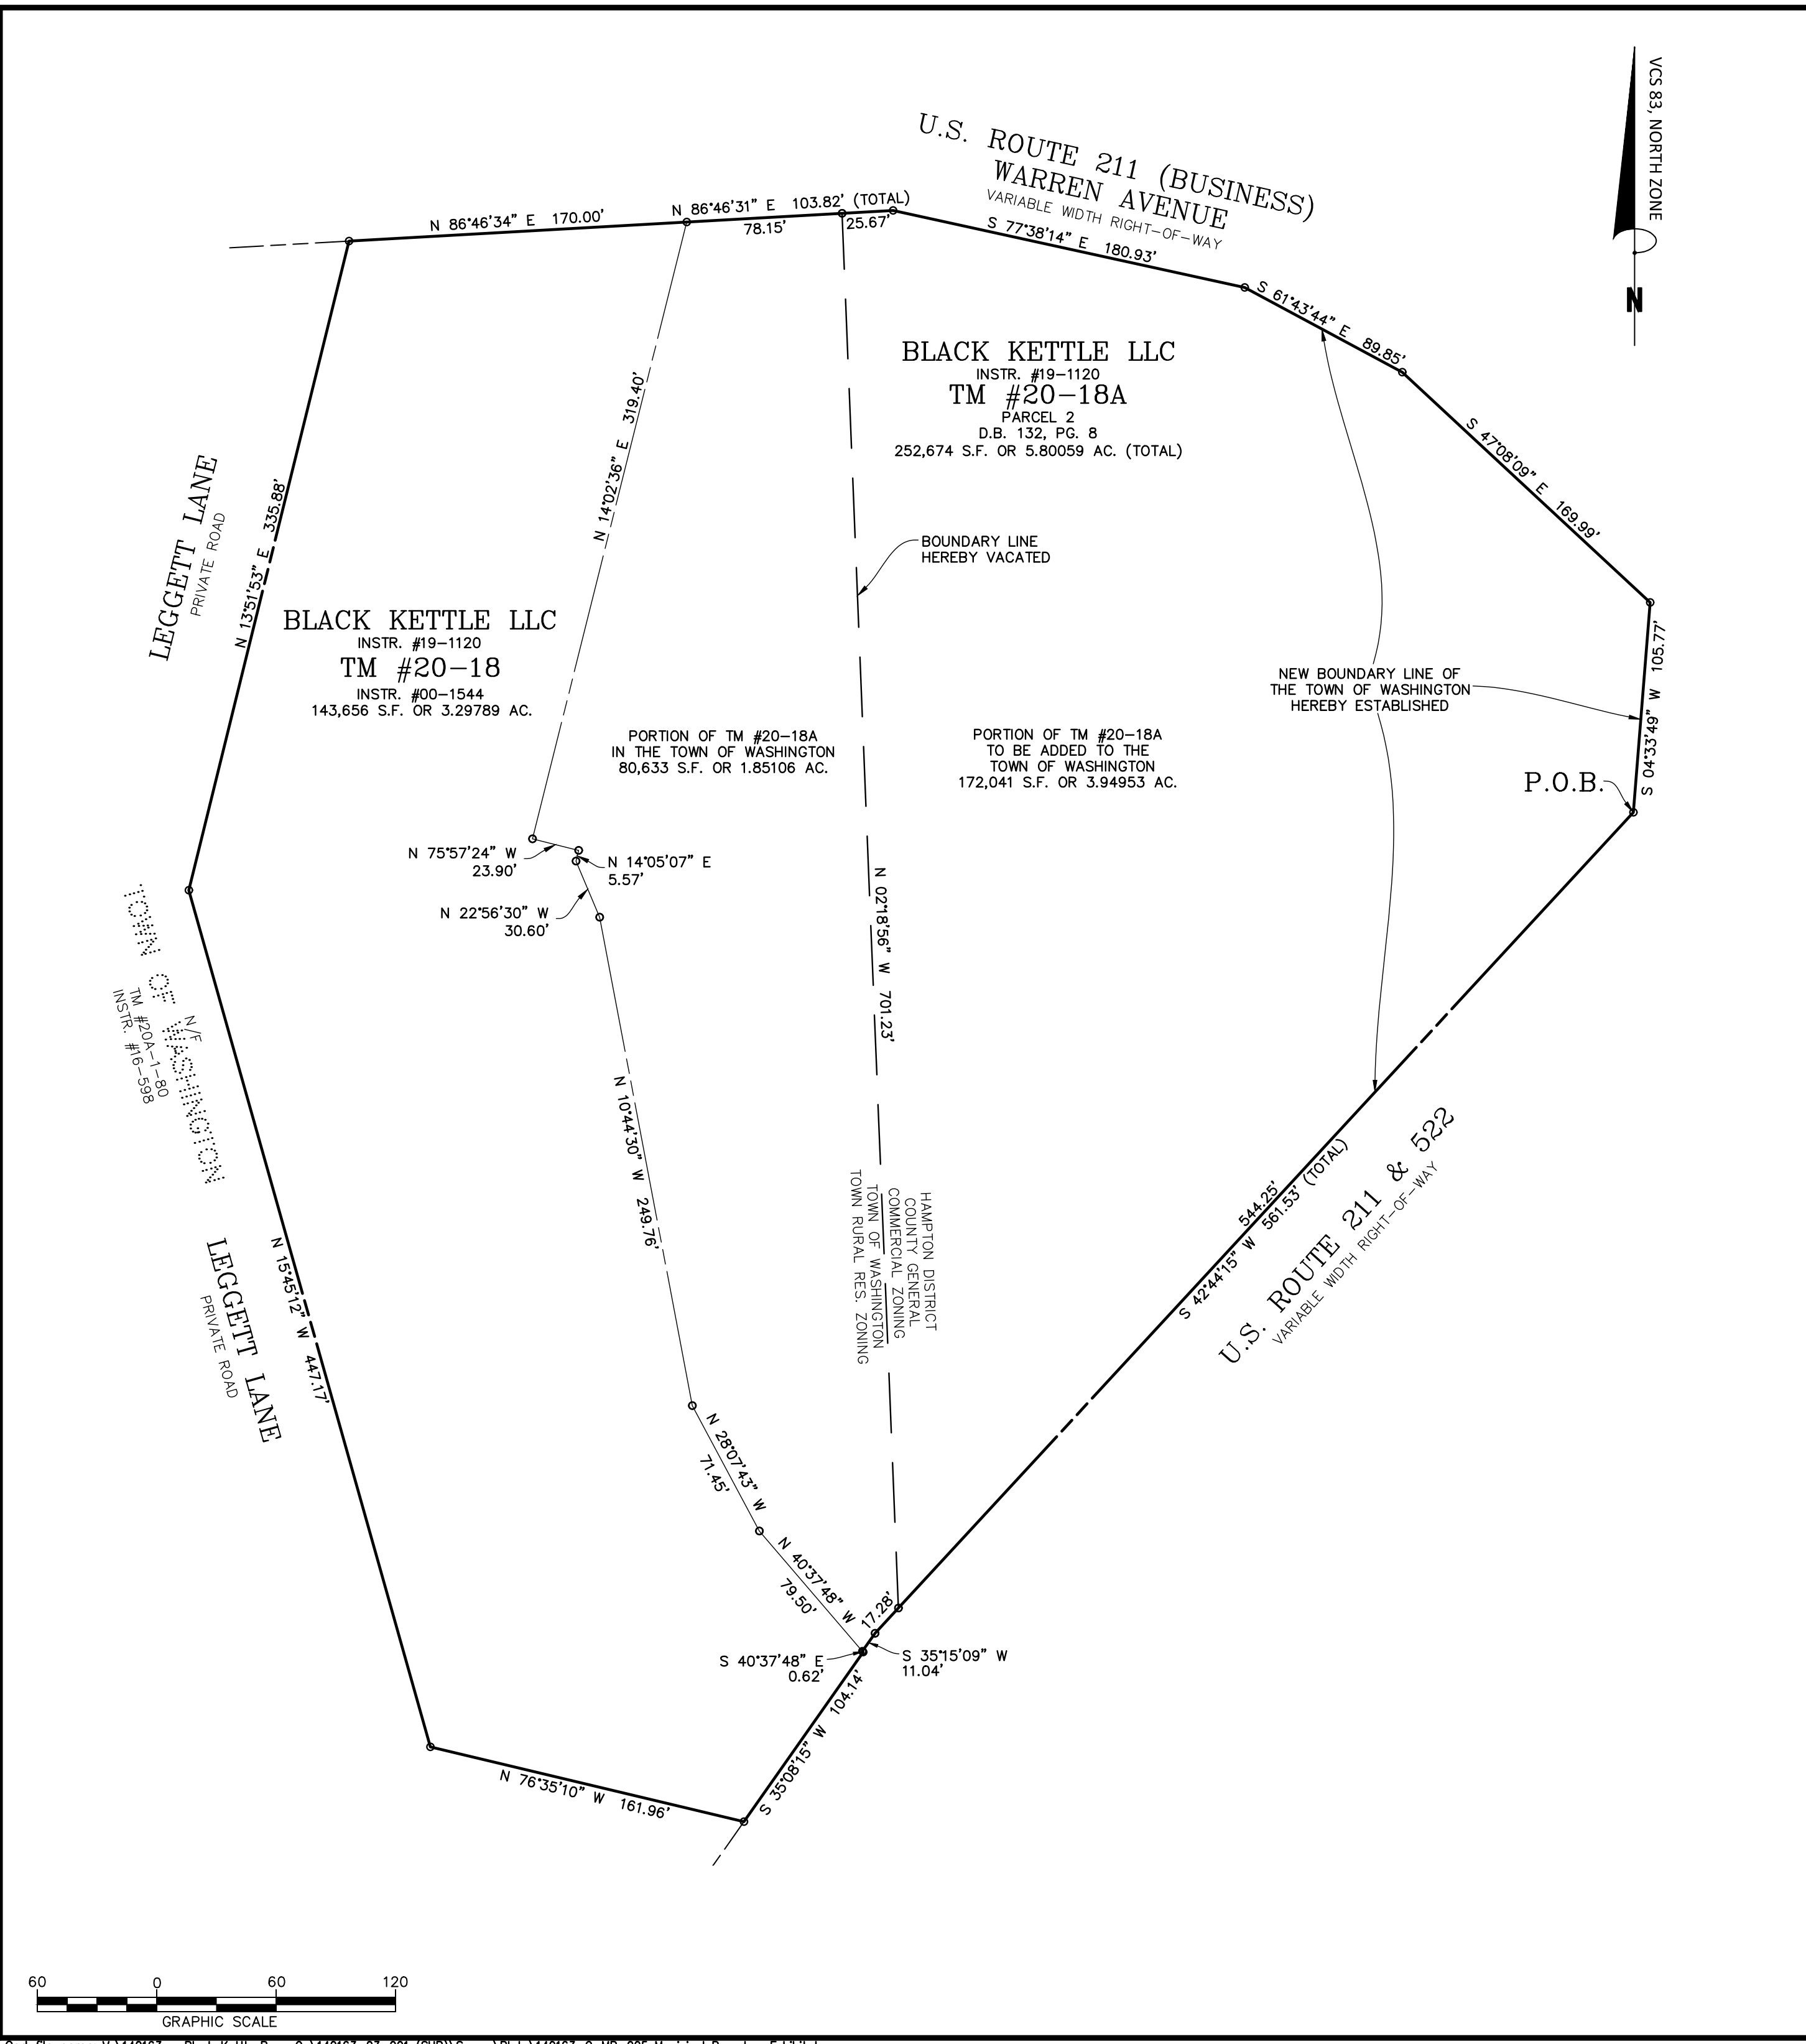 VCS 83, NORTH ZONE
N
U.S. ROUTE 211 (BUSINESS)
WARREN AVENUE
VARIABLE WIDTH RIGHT-OF-WAY
N 86°46'34" E 170.00'
N 86°46'31" E 103.82' (TOTAL)
78.15'
25.67'
S 77°38'14" E 180.93'
S 61°43'44" E 89.85'
S 47°08'09" E 169.99'
S 04°33'49" W 105.77'
BLACK KETTLE LLC
INSTR. #19-1120
TM #20-18A
PARCEL 2
D.B. 132, PG. 8
252,674 S.F. OR 5.80059 AC. (TOTAL)
N 14°02'36" E 319.40'
LEGGETT LANE
PRIVATE ROAD
N 13°51'53" E 335.88'
BOUNDARY LINE
HEREBY VACATED
BLACK KETTLE LLC
INSTR. #19-1120
TM #20-18
INSTR. #00-1544
143,656 S.F. OR 3.29789 AC.
NEW BOUNDARY LINE OF
THE TOWN OF WASHINGTON
HEREBY ESTABLISHED
PORTION OF TM #20-18A
IN THE TOWN OF WASHINGTON
80,633 S.F. OR 1.85106 AC.
PORTION OF TM #20-18A
TO BE ADDED TO THE
TOWN OF WASHINGTON
172,041 S.F. OR 3.94953 AC.
P.O.B.
N 75°57'24" W
23.90'
N 14°05'07" E
5.57'
N 22°56'30" W
30.60'
N 02°18'56" W 701.23'
N/F
TOWN OF WASHINGTON
TM #20A-1-80
INSTR. #16-598
N 10°44'30" W 249.76'
HAMPTON DISTRICT
COUNTY GENERAL
COMMERCIAL ZONING
TOWN OF WASHINGTON
TOWN RURAL RES. ZONING
544.25'
S 42°44'15" W 561.53' (TOTAL)
U.S. ROUTE 211 & 522
VARIABLE WIDTH RIGHT-OF-WAY
N 15°45'12" W 447.17'
LEGGETT LANE
PRIVATE ROAD
N 28°07'43" W
71.45'
N 40°37'48" W
79.50'
17.28'
S 40°37'48" E
0.62'
S 35°15'09" W
11.04'
S 35°08'15" W 104.14'
N 76°35'10" W 161.96'
60 0 60 120
GRAPHIC SCALE